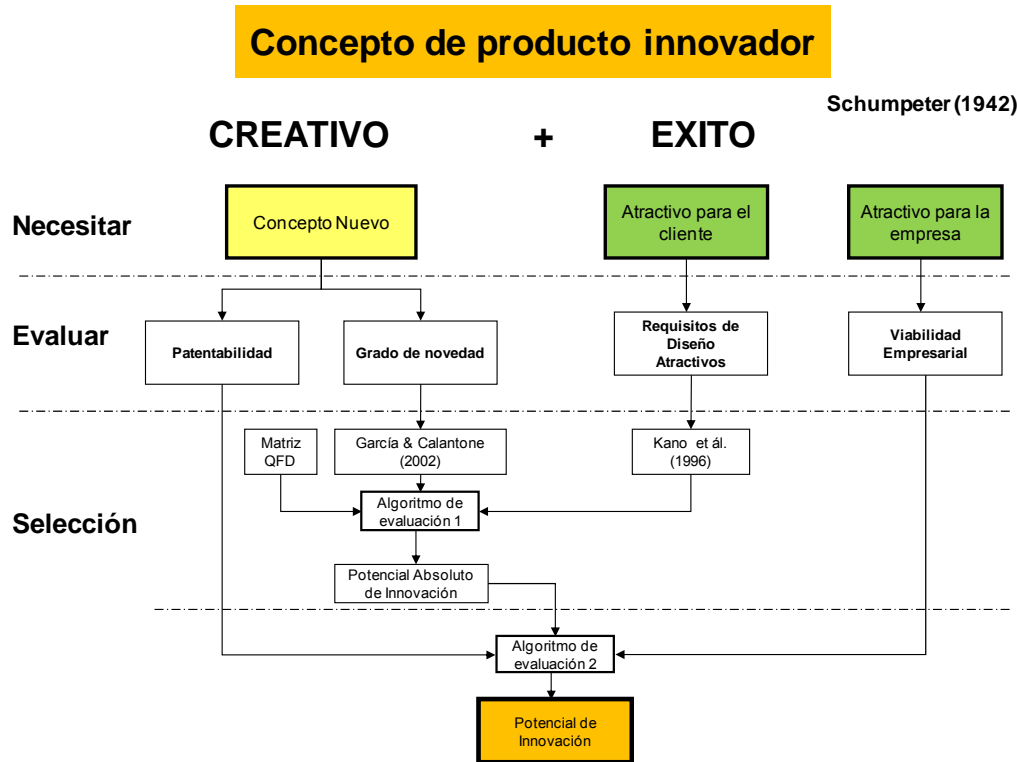 Concepto de producto innovador
Schumpeter (1942)
CREATIVO + EXITO
Necesitar
Concepto Nuevo
Atractivo para el
cliente
Atractivo para la
empresa
Evaluar
Patentabilidad
Grado de novedad
Requisitos de
Diseño
Atractivos
Viabilidad
Empresarial
Selección
Matriz
QFD
García & Calantone
(2002)
Kano et ál.
(1996)
Algoritmo de
evaluación 1
Potencial Absoluto
de Innovación
Algoritmo de
evaluación 2
Potencial de
Innovación